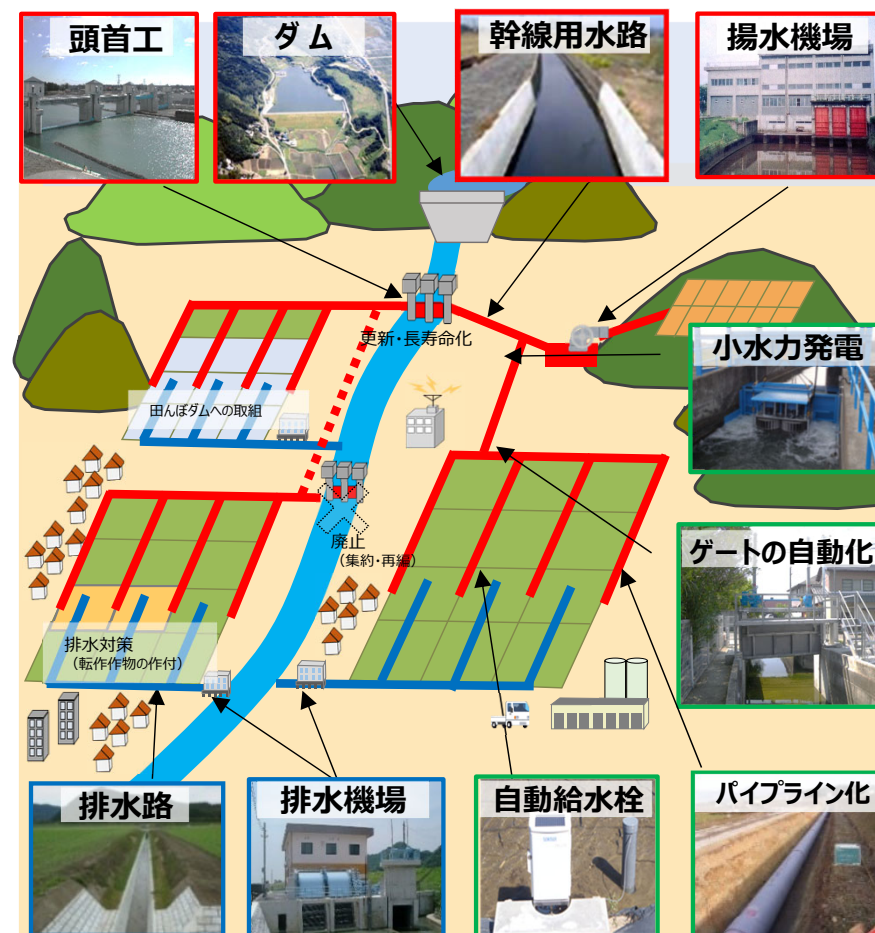 頭首工
ダム
幹線用水路
揚水機場
更新・長寿命化
小水力発電
田んぼダムへの取組
廃止
（集約・再編）
ゲートの自動化
排水対策
（転作作物の作付）
排水路
排水機場
自動給水栓
パイプライン化